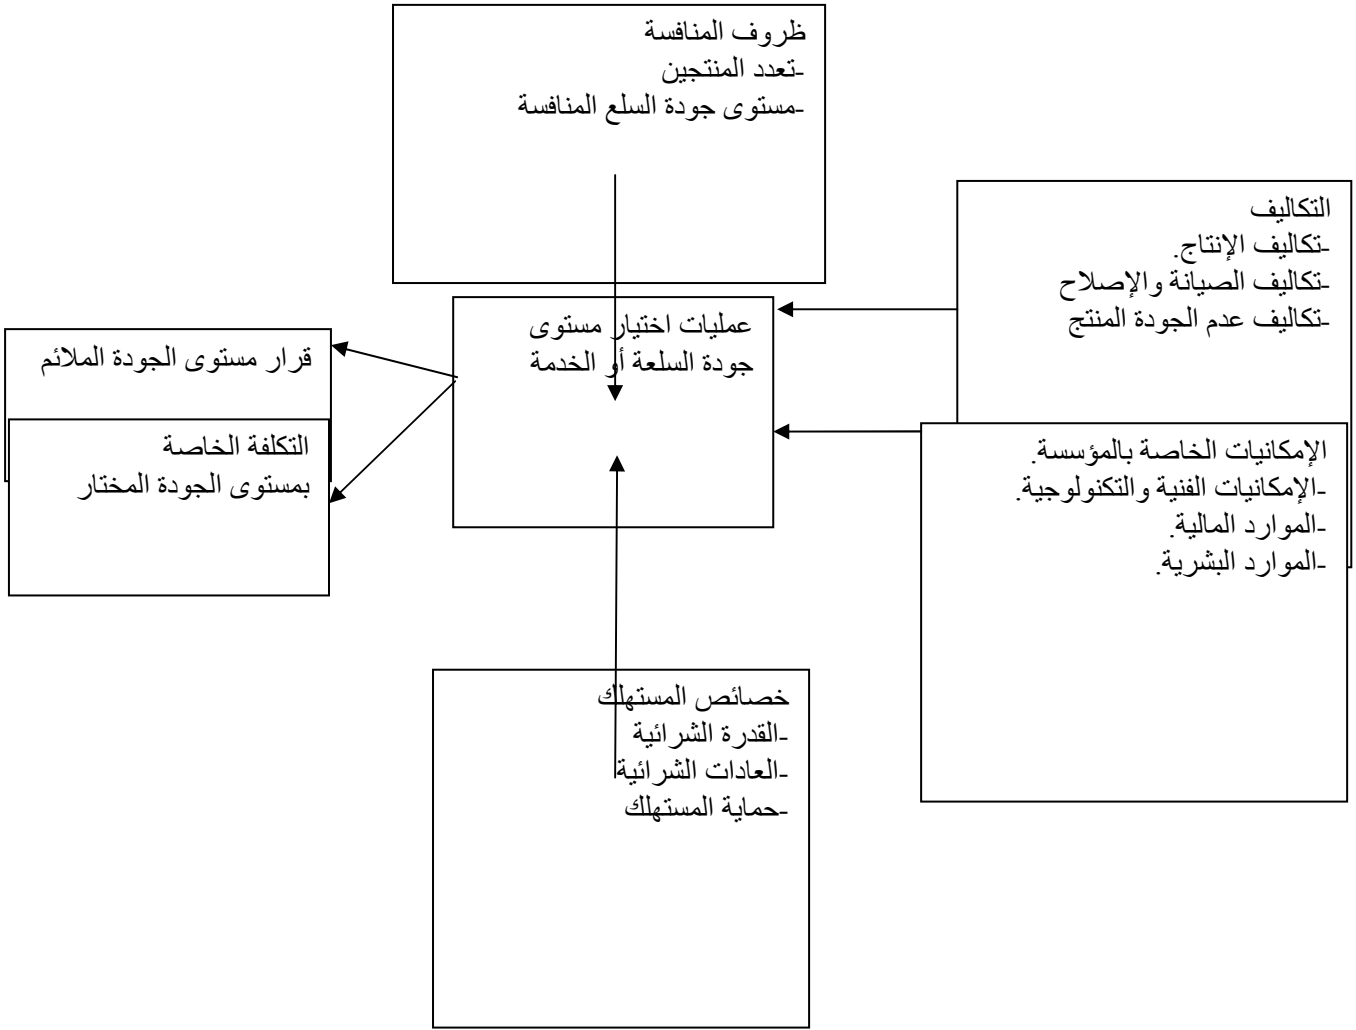 ظروف المنافسة
-تعدد المنتجين
-مستوى جودة السلع المنافسة
التكاليف
-تكاليف الإنتاج.
-تكاليف الصيانة والإصلاح
-تكاليف عدم الجودة المنتج
عمليات اختيار مستوى
جودة السلعة أو الخدمة
قرار مستوى الجودة الملائم
التكلفة الخاصة
بمستوى الجودة المختار
الإمكانيات الخاصة بالمؤسسة.
-الإمكانيات الفنية والتكنولوجية.
-الموارد المالية.
-الموارد البشرية.
خصائص المستهلك
-القدرة الشرائية
-العادات الشرائية
-حماية المستهلك